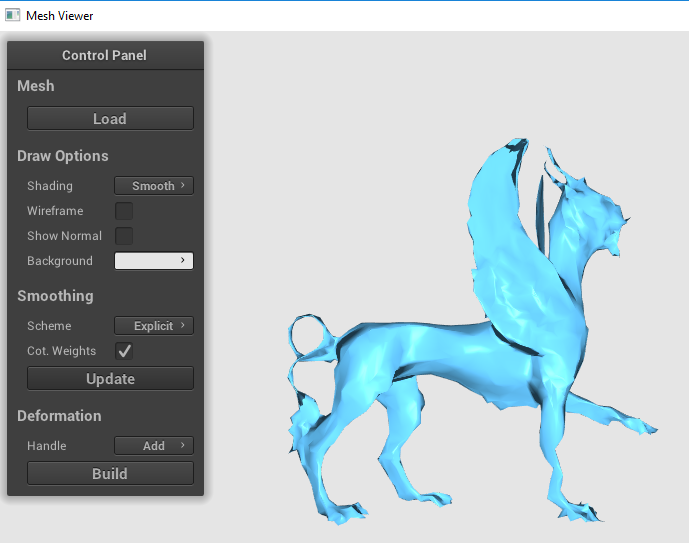 Mesh Viewer
Control Panel
Mesh
Load
Draw Options
Shading Smooth
Wireframe
Show Normal
Background
Smoothing
Scheme Explicit
Cot. Weights
Update
Deformation
Handle Add
Build